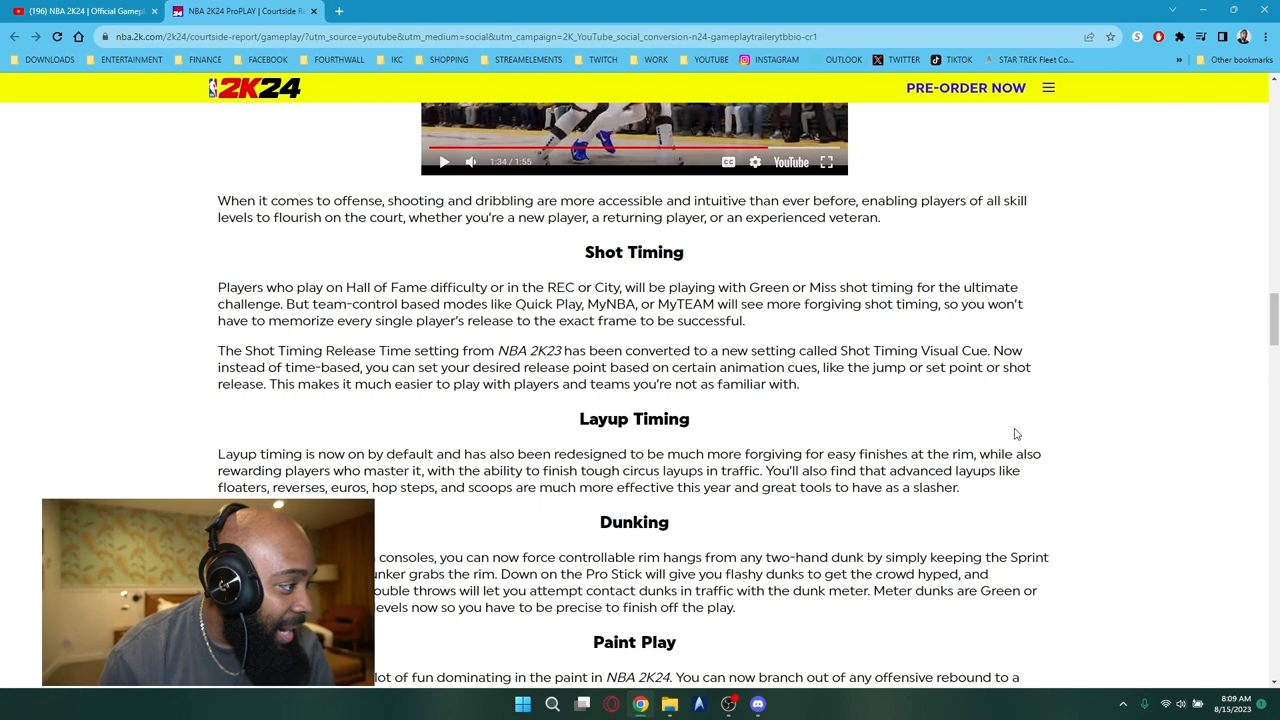 (196) NBA 2K24 | Official Gamepl
NBA 2K24 ProPLAY | Courtside Re
nba.2k.com/2k24/courtside-report/gameplay/?utm_source=youtube&utm_medium=social&utm_campaign=2K_YouTube_social_conversion-n24-gameplaytrailerytbbio-cr1
DOWNLOADS ENTERTAINMENT FINANCE FACEBOOK FOURTHWALL IKC SHOPPING STREAMELEMENTS TWITCH WORK YOUTUBE INSTAGRAM OUTLOOK TWITTER TIKTOK STAR TREK Fleet Co... » Other bookmarks
2K24
PRE-ORDER NOW
1:34 / 1:55 CC YouTube
When it comes to offense, shooting and dribbling are more accessible and intuitive than ever before, enabling players of all skill
levels to flourish on the court, whether you're a new player, a returning player, or an experienced veteran.
Shot Timing
Players who play on Hall of Fame difficulty or in the REC or City, will be playing with Green or Miss shot timing for the ultimate
challenge. But team-control based modes like Quick Play, MyNBA, or MyTEAM will see more forgiving shot timing, so you won't
have to memorize every single player's release to the exact frame to be successful.
The Shot Timing Release Time setting from NBA 2K23 has been converted to a new setting called Shot Timing Visual Cue. Now
instead of time-based, you can set your desired release point based on certain animation cues, like the jump or set point or shot
release. This makes it much easier to play with players and teams you're not as familiar with.
Layup Timing
Layup timing is now on by default and has also been redesigned to be much more forgiving for easy finishes at the rim, while also
rewarding players who master it, with the ability to finish tough circus layups in traffic. You'll also find that advanced layups like
floaters, reverses, euros, hop steps, and scoops are much more effective this year and great tools to have as a slasher.
Dunking
consoles, you can now force controllable rim hangs from any two-hand dunk by simply keeping the Sprint
unker grabs the rim. Down on the Pro Stick will give you flashy dunks to get the crowd hyped, and
ouble throws will let you attempt contact dunks in traffic with the dunk meter. Meter dunks are Green or
evels now so you have to be precise to finish off the play.
Paint Play
lot of fun dominating in the paint in NBA 2K24. You can now branch out of any offensive rebound to a
8:09 AM
8/15/2023